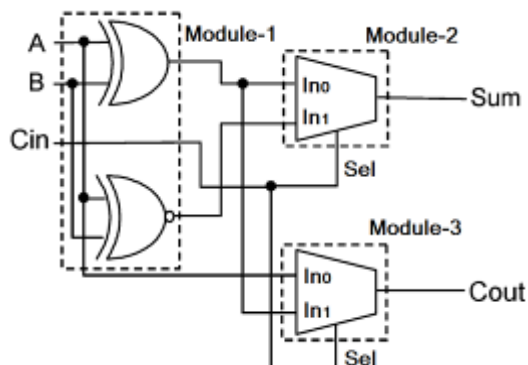 A
Module-1
Module-2
B
In0
Sum
Cin
In1
Sel
Module-3
In0
Cout
In1
Sel